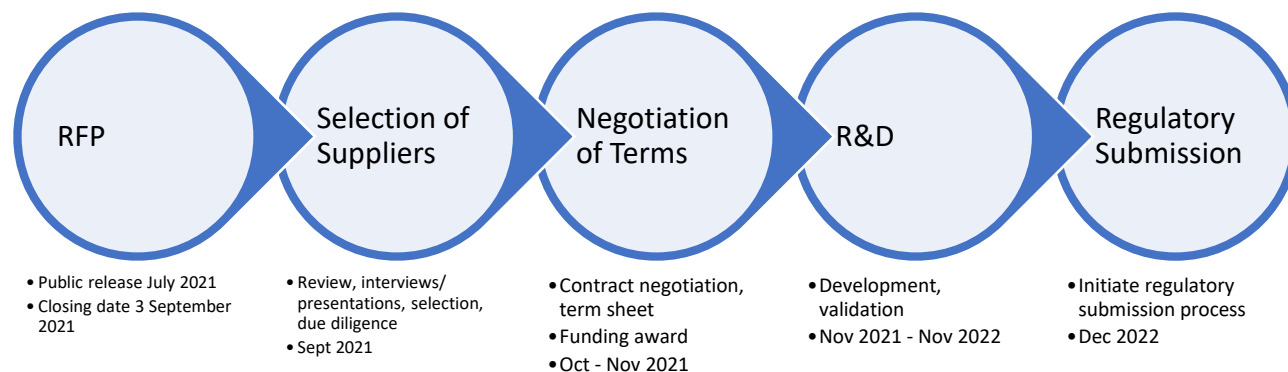 RFP
• Public release July 2021
• Closing date 3 September
2021
Selection of
Suppliers
• Review, interviews/
presentations, selection,
due diligence
• Sept 2021
Negotiation
of Terms
• Contract negotiation,
term sheet
• Funding award
• Oct - Nov 2021
R&D
• Development,
validation
• Nov 2021 - Nov 2022
Regulatory
Submission
• Initiate regulatory
submission process
• Dec 2022